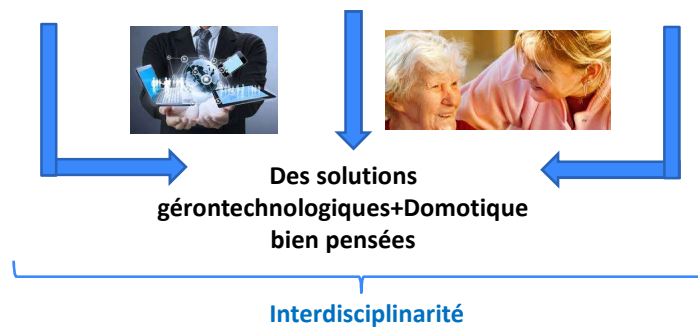 Des solutions
gérontechnologiques+Domotique
bien pensées
Interdisciplinarité